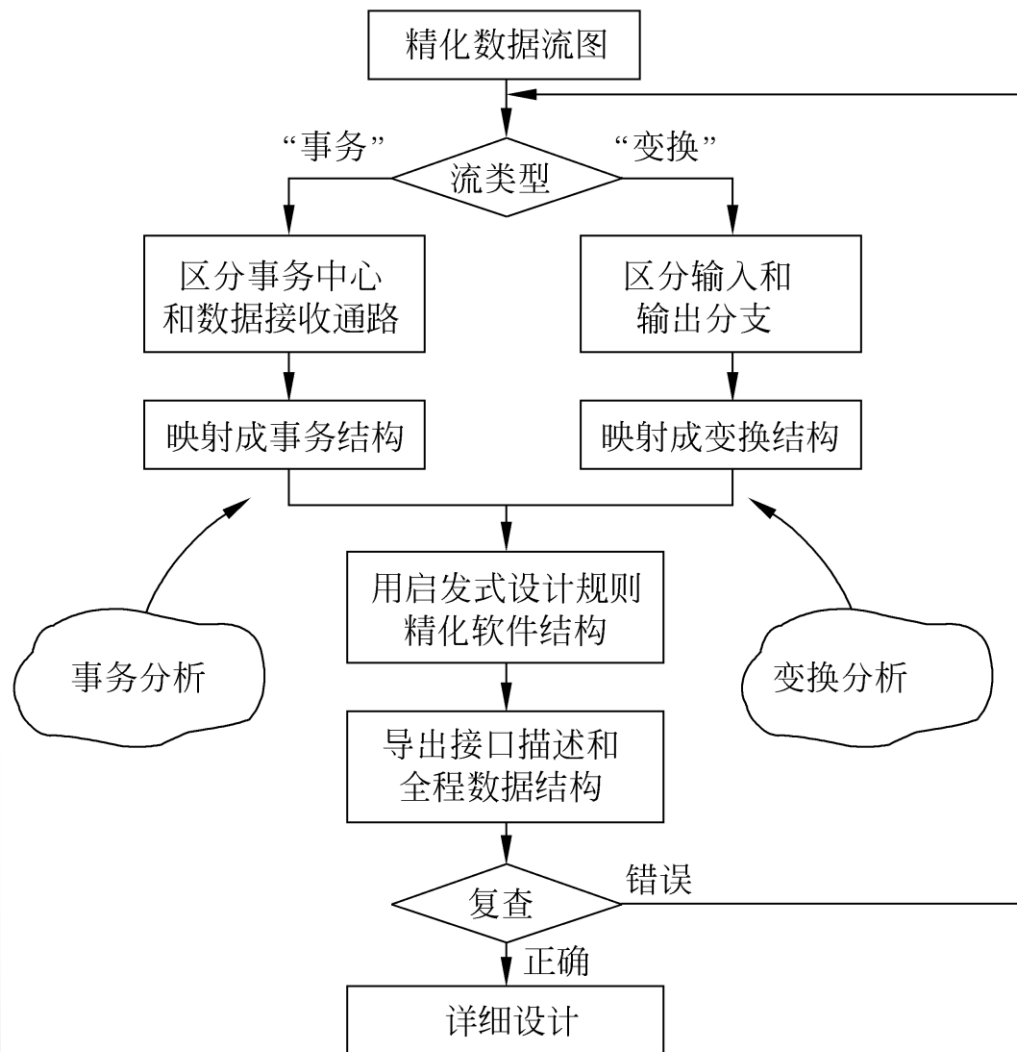 精化数据流图
“事务”
“变换”
流类型
区分事务中心
和数据接收通路
区分输入和
输出分支
映射成事务结构
映射成变换结构
用启发式设计规则
精化软件结构
事务分析
变换分析
导出接口描述和
全程数据结构
复查
错误
正确
详细设计